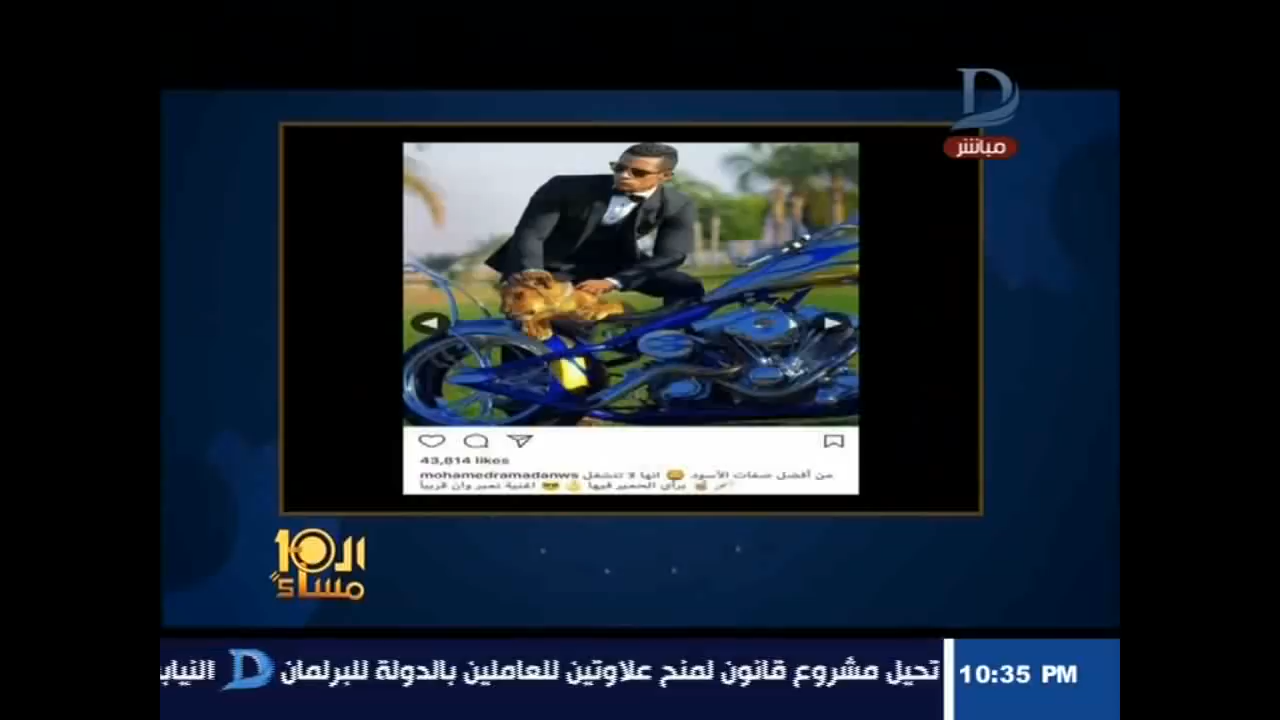 D
مباشر
43,814 likes
mohamedramadanws من أفضل صفات الأسود 😄 انها لا تنشغل
برأي الحمير فيها ☝🏻 👌 😎 اغنية نمبر وان قريباً
الـ10
مساءً
تحيل مشروع قانون لمنح علاوتين للعاملين بالدولة للبرلمان D النياب
10:35 PM